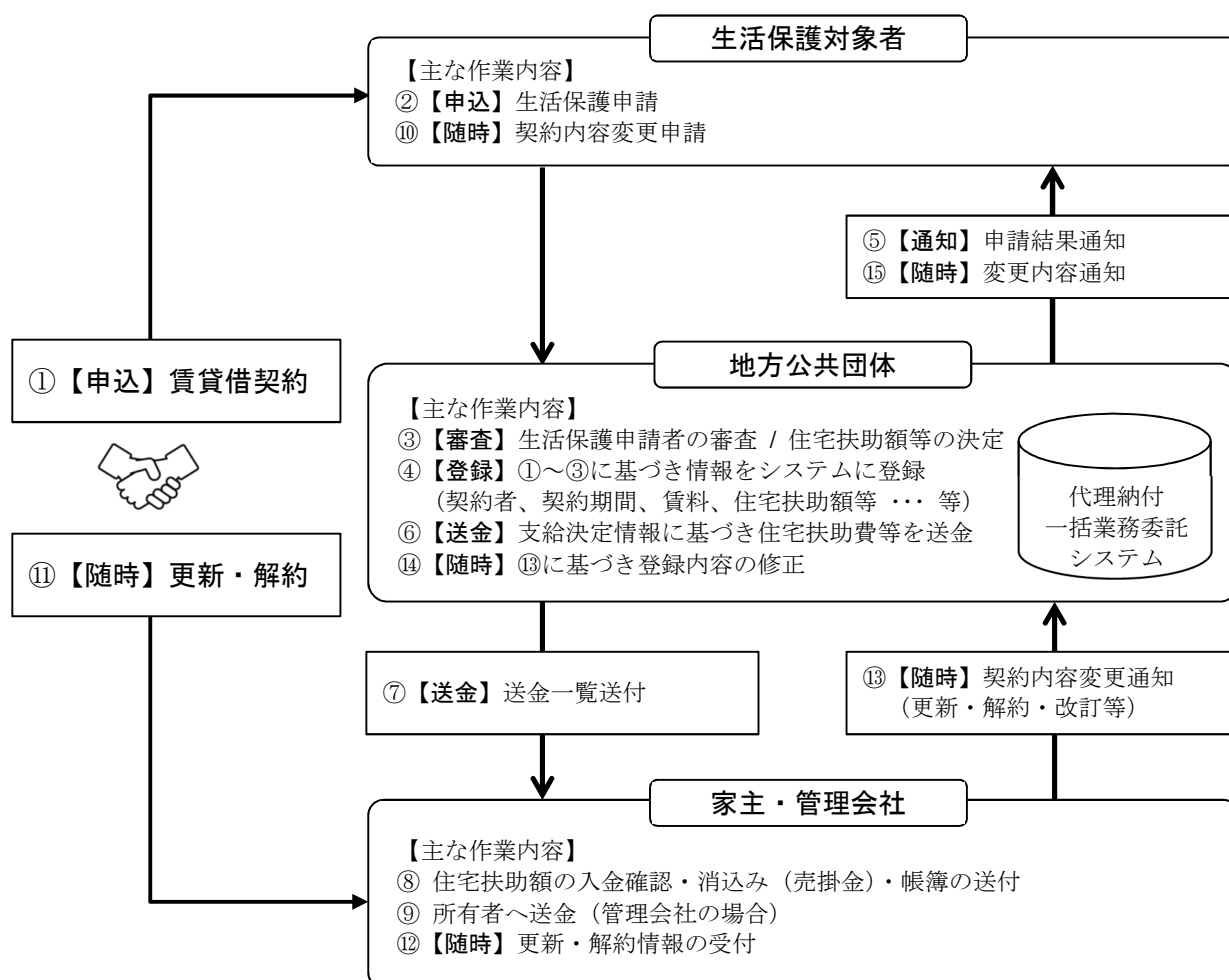 生活保護対象者
【主な作業内容】
②【申込】生活保護申請
⑩【随時】契約内容変更申請
⑤【通知】申請結果通知
⑮【随時】変更内容通知
①【申込】賃貸借契約
⑪【随時】更新・解約
地方公共団体
【主な作業内容】
③【審査】生活保護申請者の審査 / 住宅扶助額等の決定
④【登録】①~③に基づき情報をシステムに登録
（契約者、契約期間、賃料、住宅扶助額等 ･･･ 等）
⑥【送金】支給決定情報に基づき住宅扶助費等を送金
⑭【随時】⑬に基づき登録内容の修正
代理納付
一括業務委託
システム
⑦【送金】送金一覧送付
⑬【随時】契約内容変更通知
（更新・解約・改訂等）
家主・管理会社
【主な作業内容】
⑧ 住宅扶助額の入金確認・消込み（売掛金）・帳簿の送付
⑨ 所有者へ送金（管理会社の場合）
⑫【随時】更新・解約情報の受付